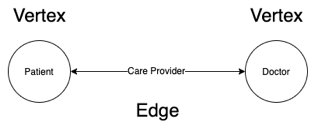 Vertex Vertex
Patient Care Provider Doctor
Edge